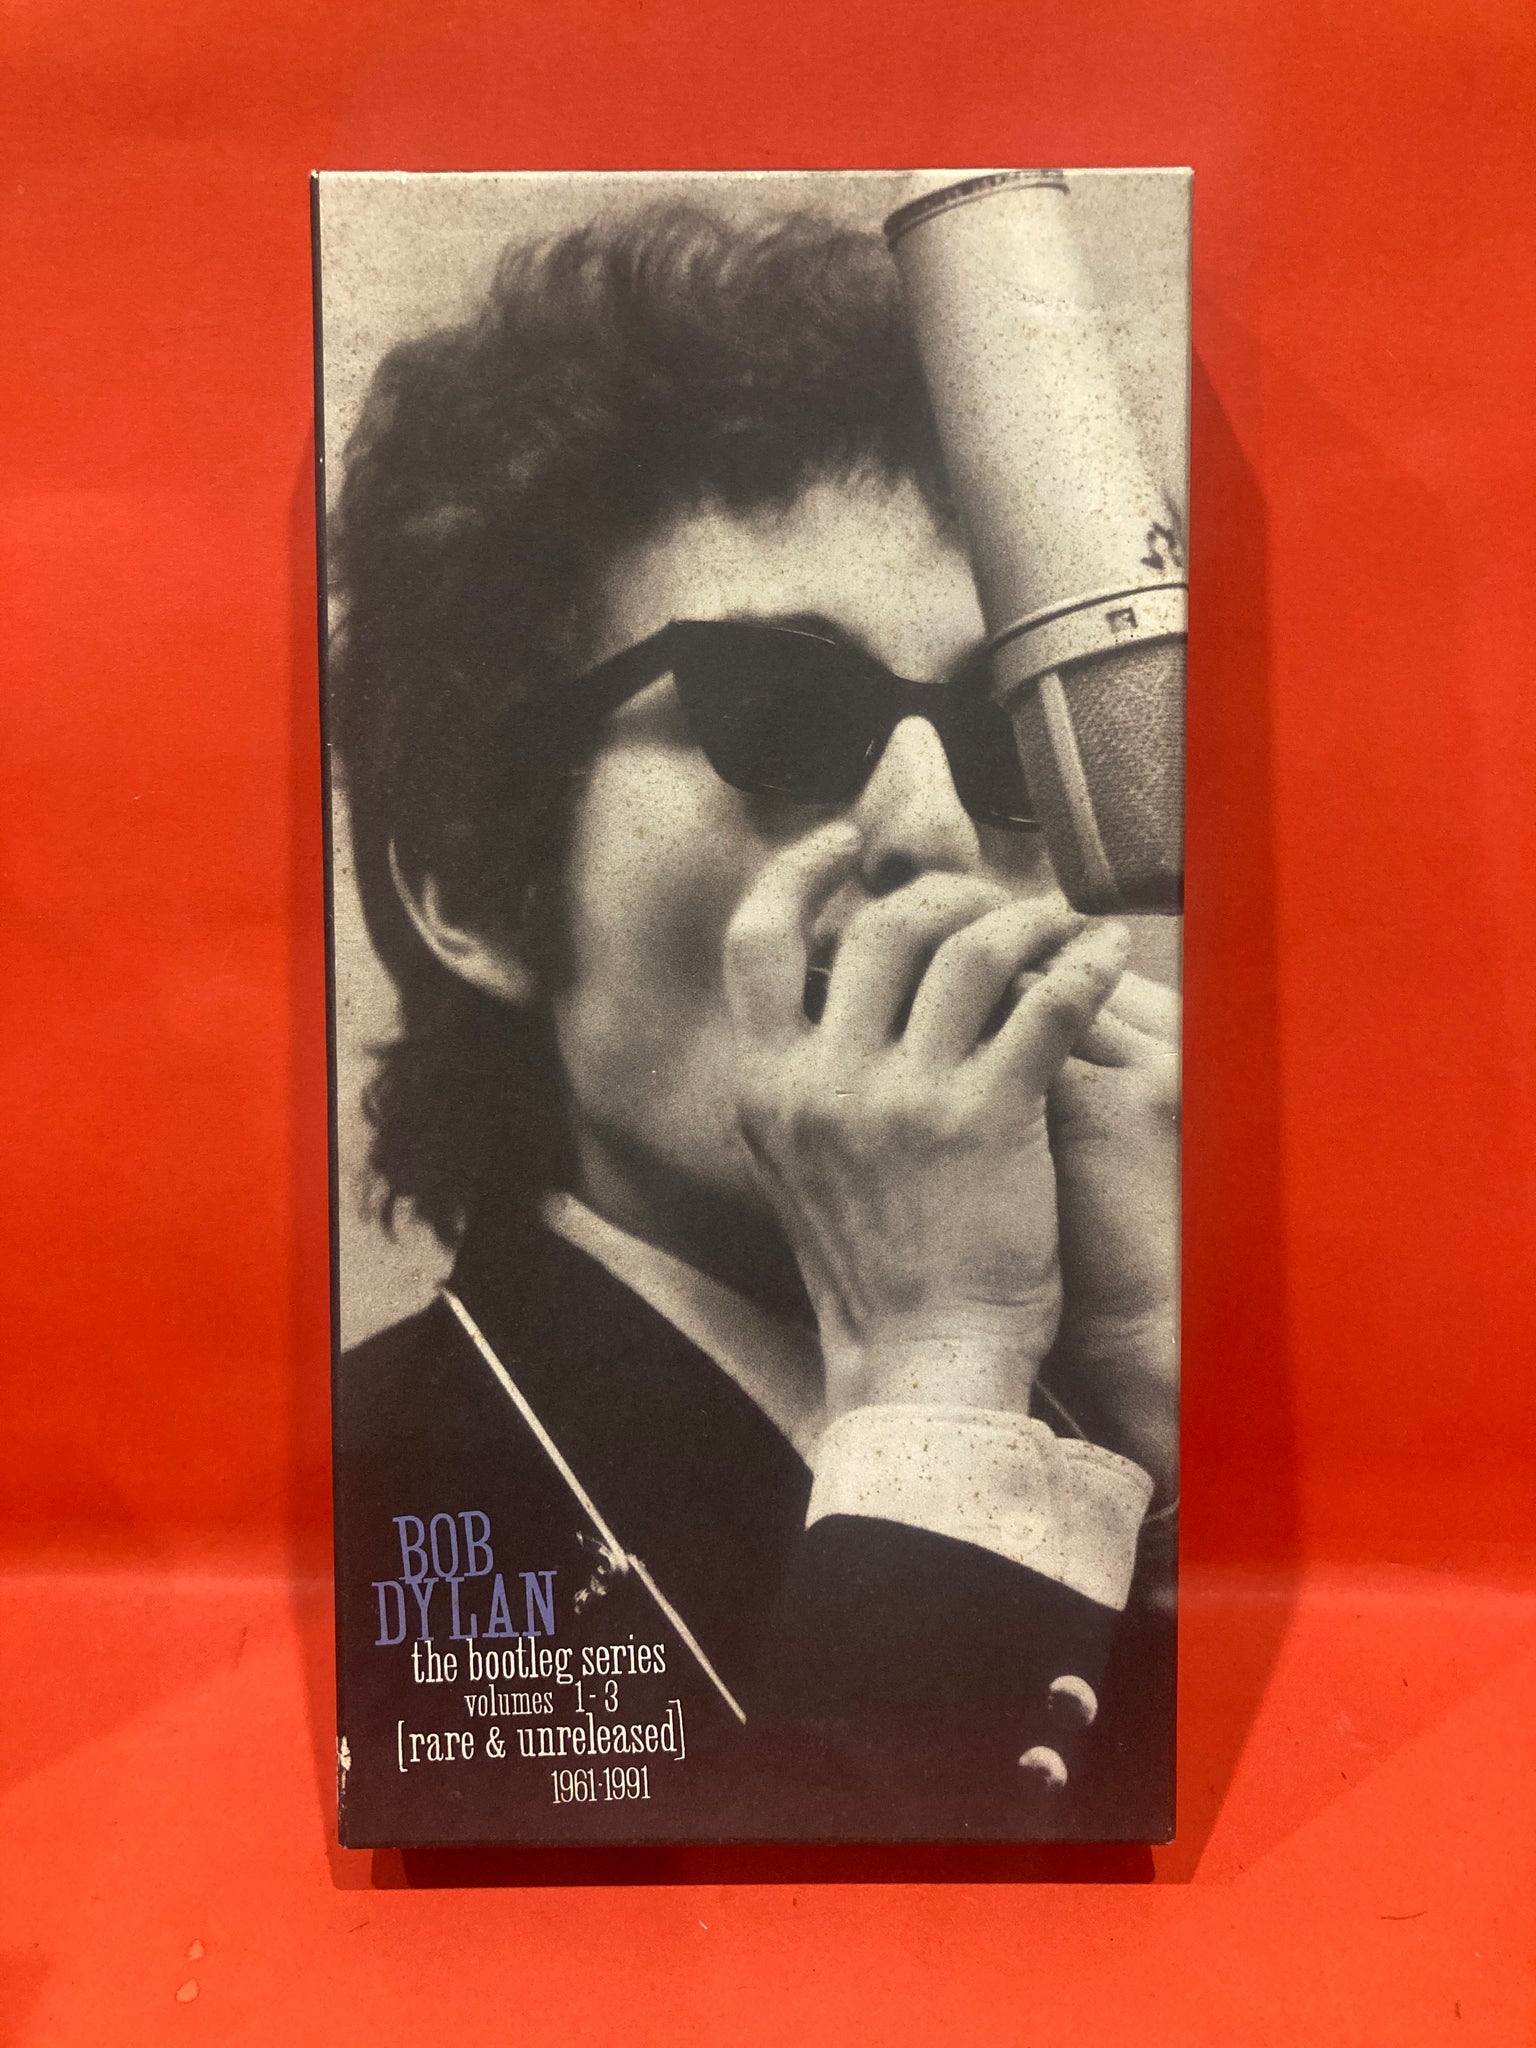 BOB
DYLAN
the bootleg series
volumes 1-3
[rare & unreleased]
1961-1991